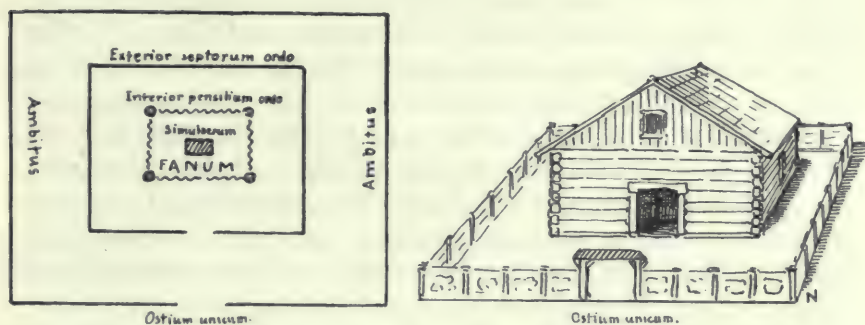 Exterior septorum ordo
Interior pensilium ordo
Simulacrum
FANUM
Ambitus
Ambitus
Ostium unicum.
Ostium unicum.
N